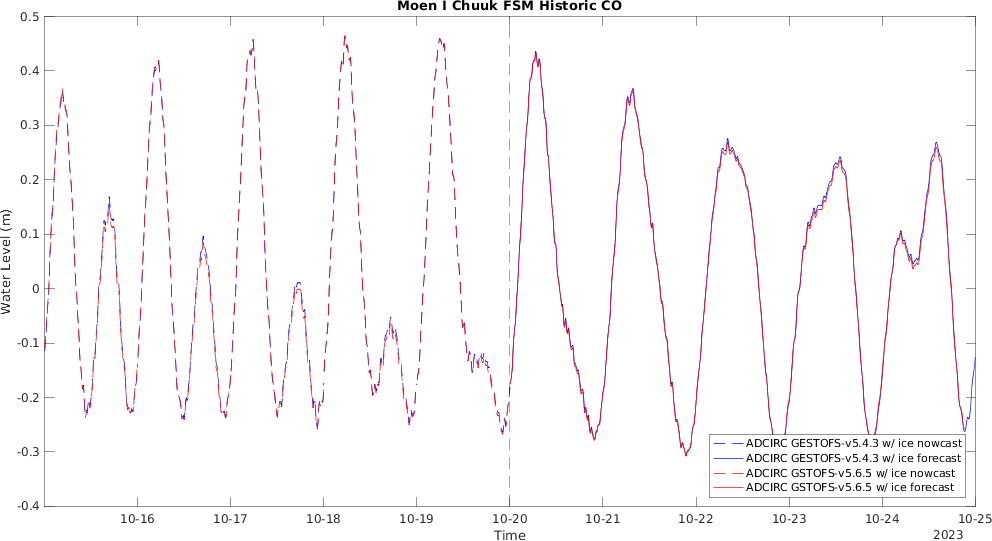 Moen I Chuuk FSM Historic CO
Water Level (m)
0.5
0.4
0.3
0.2
0.1
0
-0.1
-0.2
-0.3
-0.4
ADCIRC GESTOFS-v5.4.3 w/ ice nowcast
ADCIRC GESTOFS-v5.4.3 w/ ice forecast
ADCIRC GSTOFS-v5.6.5 w/ ice nowcast
ADCIRC GSTOFS-v5.6.5 w/ ice forecast
10-16 10-17 10-18 10-19 10-20 10-21 10-22 10-23 10-24 10-25
Time
2023